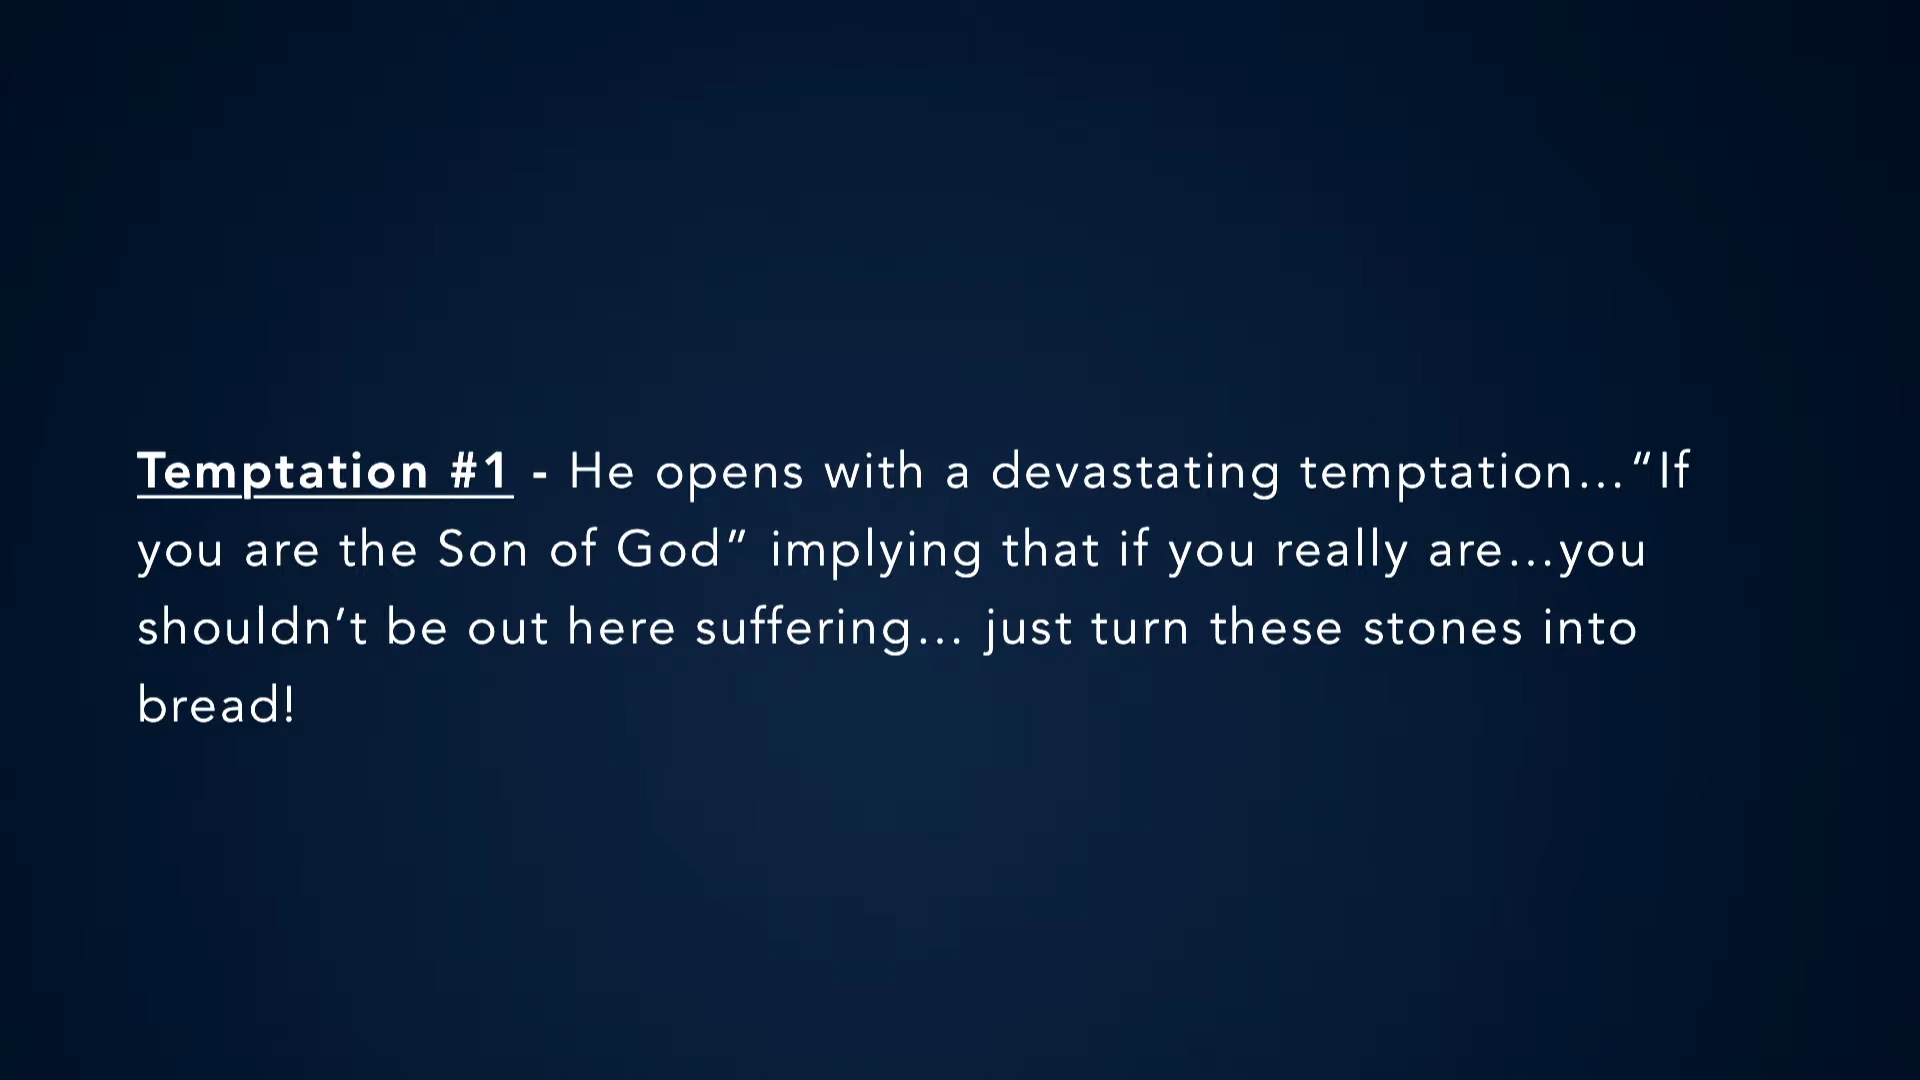 Temptation #1 - He opens with a devastating temptation…“If
you are the Son of God” implying that if you really are…you
shouldn’t be out here suffering… just turn these stones into
bread!